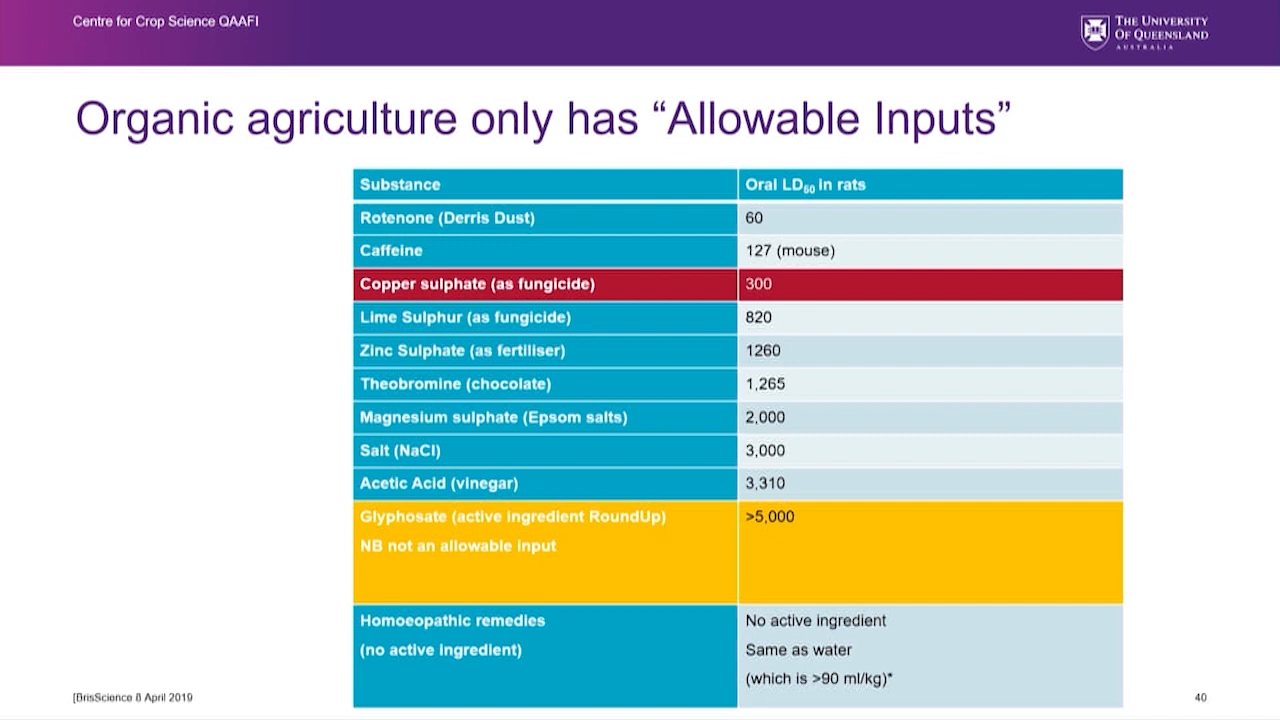 Centre for Crop Science QAAFI
THE UNIVERSITY
OF QUEENSLAND
AUSTRALIA
Organic agriculture only has “Allowable Inputs”
Substance Oral LD50 in rats
Rotenone (Derris Dust) 60
Caffeine 127 (mouse)
Copper sulphate (as fungicide) 300
Lime Sulphur (as fungicide) 820
Zinc Sulphate (as fertiliser) 1260
Theobromine (chocolate) 1,265
Magnesium sulphate (Epsom salts) 2,000
Salt (NaCl) 3,000
Acetic Acid (vinegar) 3,310
Glyphosate (active ingredient RoundUp) >5,000
NB not an allowable input
Homoeopathic remedies No active ingredient
(no active ingredient) Same as water
(which is >90 ml/kg)*
[BrisScience 8 April 2019
40